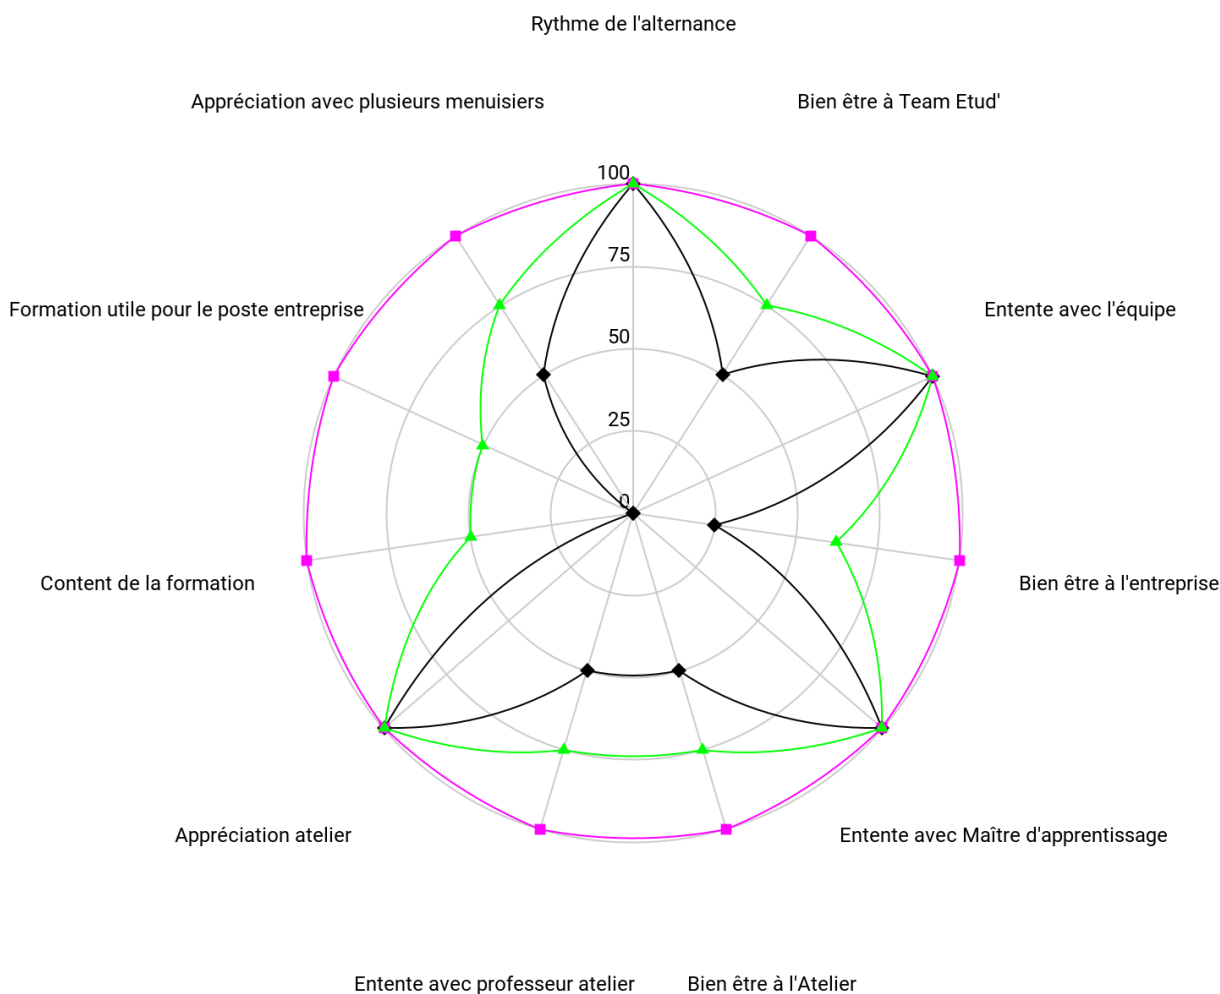 Rythme de l'alternance
Appréciation avec plusieurs menuisiers
Bien être à Team Etud'
100
75
Formation utile pour le poste entreprise
Entente avec l'équipe
50
25
0
Content de la formation
Bien être à l'entreprise
Appréciation atelier
Entente avec Maître d'apprentissage
Entente avec professeur atelier
Bien être à l'Atelier